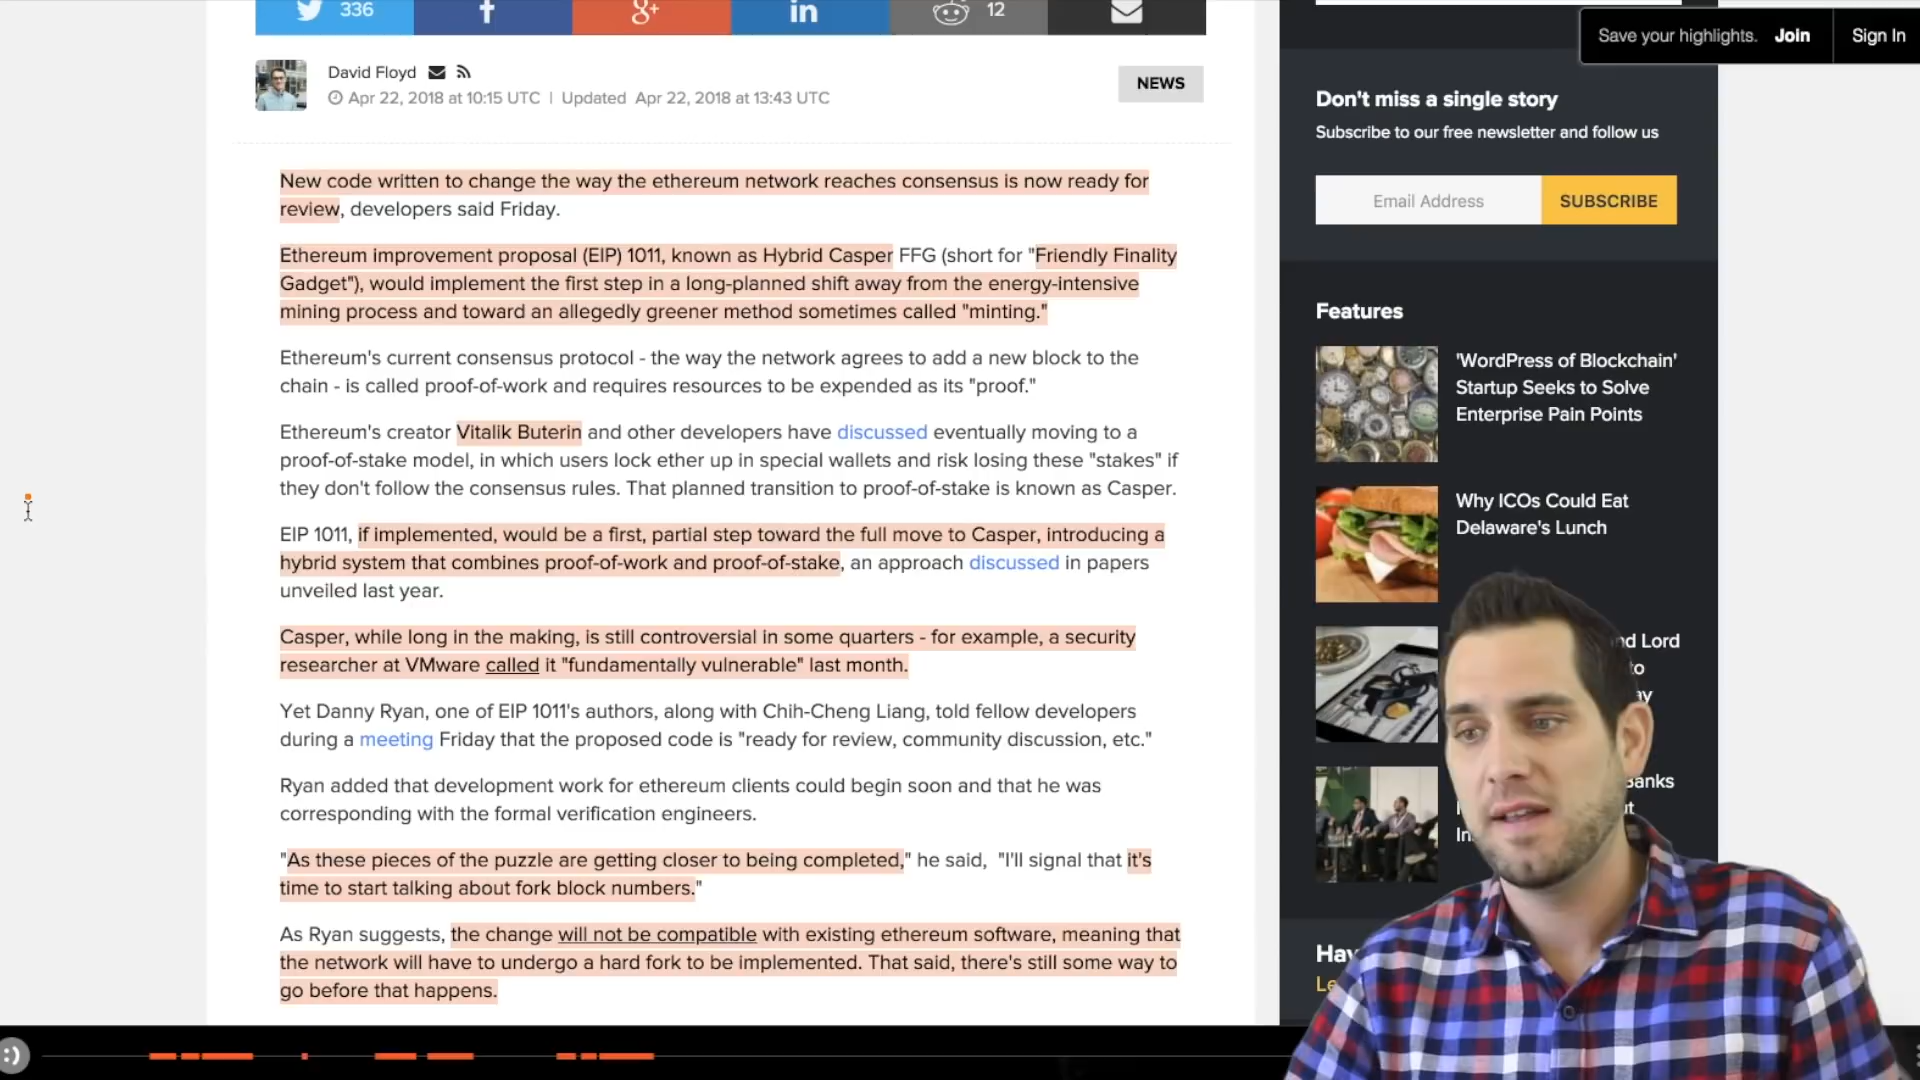 336
f
g+
in
12
Save your highlights. Join
Sign In
David Floyd
Apr 22, 2018 at 10:15 UTC | Updated Apr 22, 2018 at 13:43 UTC
NEWS
New code written to change the way the ethereum network reaches consensus is now ready for
review, developers said Friday.
Ethereum improvement proposal (EIP) 1011, known as Hybrid Casper FFG (short for "Friendly Finality
Gadget"), would implement the first step in a long-planned shift away from the energy-intensive
mining process and toward an allegedly greener method sometimes called "minting."
Ethereum's current consensus protocol - the way the network agrees to add a new block to the
chain - is called proof-of-work and requires resources to be expended as its "proof."
Ethereum's creator Vitalik Buterin and other developers have discussed eventually moving to a
proof-of-stake model, in which users lock ether up in special wallets and risk losing these "stakes" if
they don't follow the consensus rules. That planned transition to proof-of-stake is known as Casper.
EIP 1011, if implemented, would be a first, partial step toward the full move to Casper, introducing a
hybrid system that combines proof-of-work and proof-of-stake, an approach discussed in papers
unveiled last year.
Casper, while long in the making, is still controversial in some quarters - for example, a security
researcher at VMware called it "fundamentally vulnerable" last month.
Yet Danny Ryan, one of EIP 1011's authors, along with Chih-Cheng Liang, told fellow developers
during a meeting Friday that the proposed code is "ready for review, community discussion, etc."
Ryan added that development work for ethereum clients could begin soon and that he was
corresponding with the formal verification engineers.
"As these pieces of the puzzle are getting closer to being completed," he said, "I'll signal that it's
time to start talking about fork block numbers."
As Ryan suggests, the change will not be compatible with existing ethereum software, meaning that
the network will have to undergo a hard fork to be implemented. That said, there's still some way to
go before that happens.
Don't miss a single story
Subscribe to our free newsletter and follow us
Email Address
SUBSCRIBE
Features
'WordPress of Blockchain'
Startup Seeks to Solve
Enterprise Pain Points
Why ICOs Could Eat
Delaware's Lunch
Lord
to
Banks